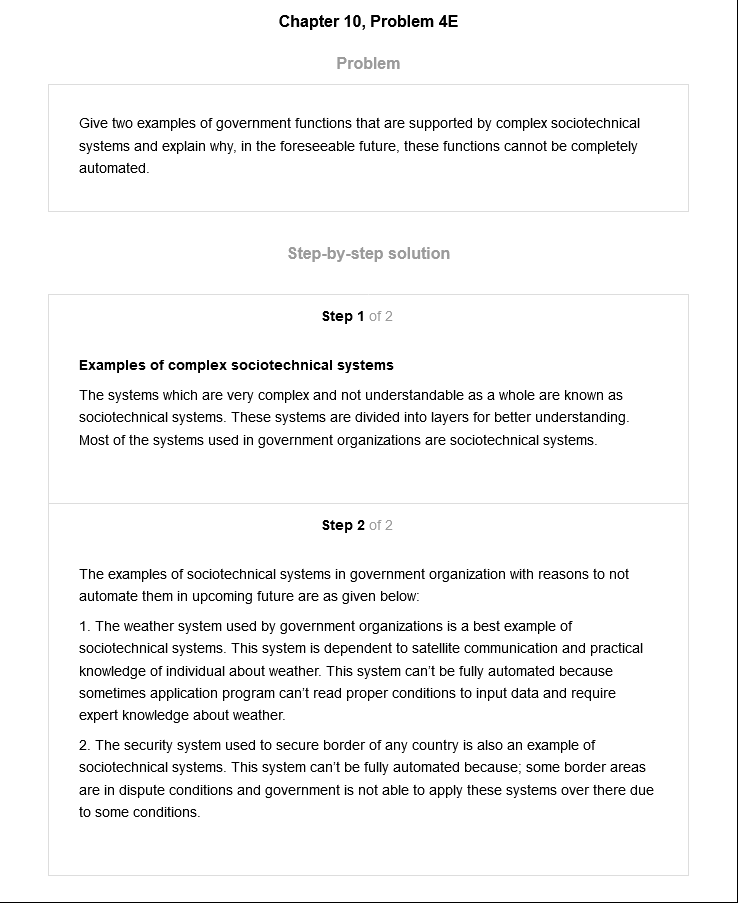 Chapter 10, Problem 4E
Problem
Give two examples of government functions that are supported by complex sociotechnical
systems and explain why, in the foreseeable future, these functions cannot be completely
automated.
Step-by-step solution
Step 1 of 2
Examples of complex sociotechnical systems
The systems which are very complex and not understandable as a whole are known as
sociotechnical systems. These systems are divided into layers for better understanding.
Most of the systems used in government organizations are sociotechnical systems.
Step 2 of 2
The examples of sociotechnical systems in government organization with reasons to not
automate them in upcoming future are as given below:
1. The weather system used by government organizations is a best example of
sociotechnical systems. This system is dependent to satellite communication and practical
knowledge of individual about weather. This system can't be fully automated because
sometimes application program can't read proper conditions to input data and require
expert knowledge about weather.
2. The security system used to secure border of any country is also an example of
sociotechnical systems. This system can't be fully automated because; some border areas
are in dispute conditions and government is not able to apply these systems over there due
to some conditions.